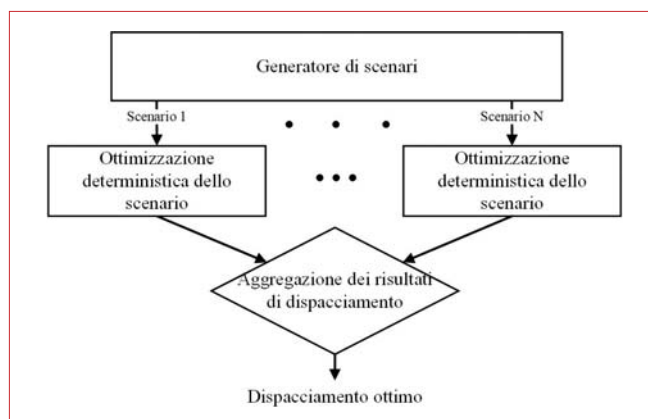 Generatore di scenari
Scenario 1
Scenario N
Ottimizzazione
deterministica dello
scenario
Ottimizzazione
deterministica dello
scenario
Aggregazione dei risultati
di dispacciamento
Dispacciamento ottimo